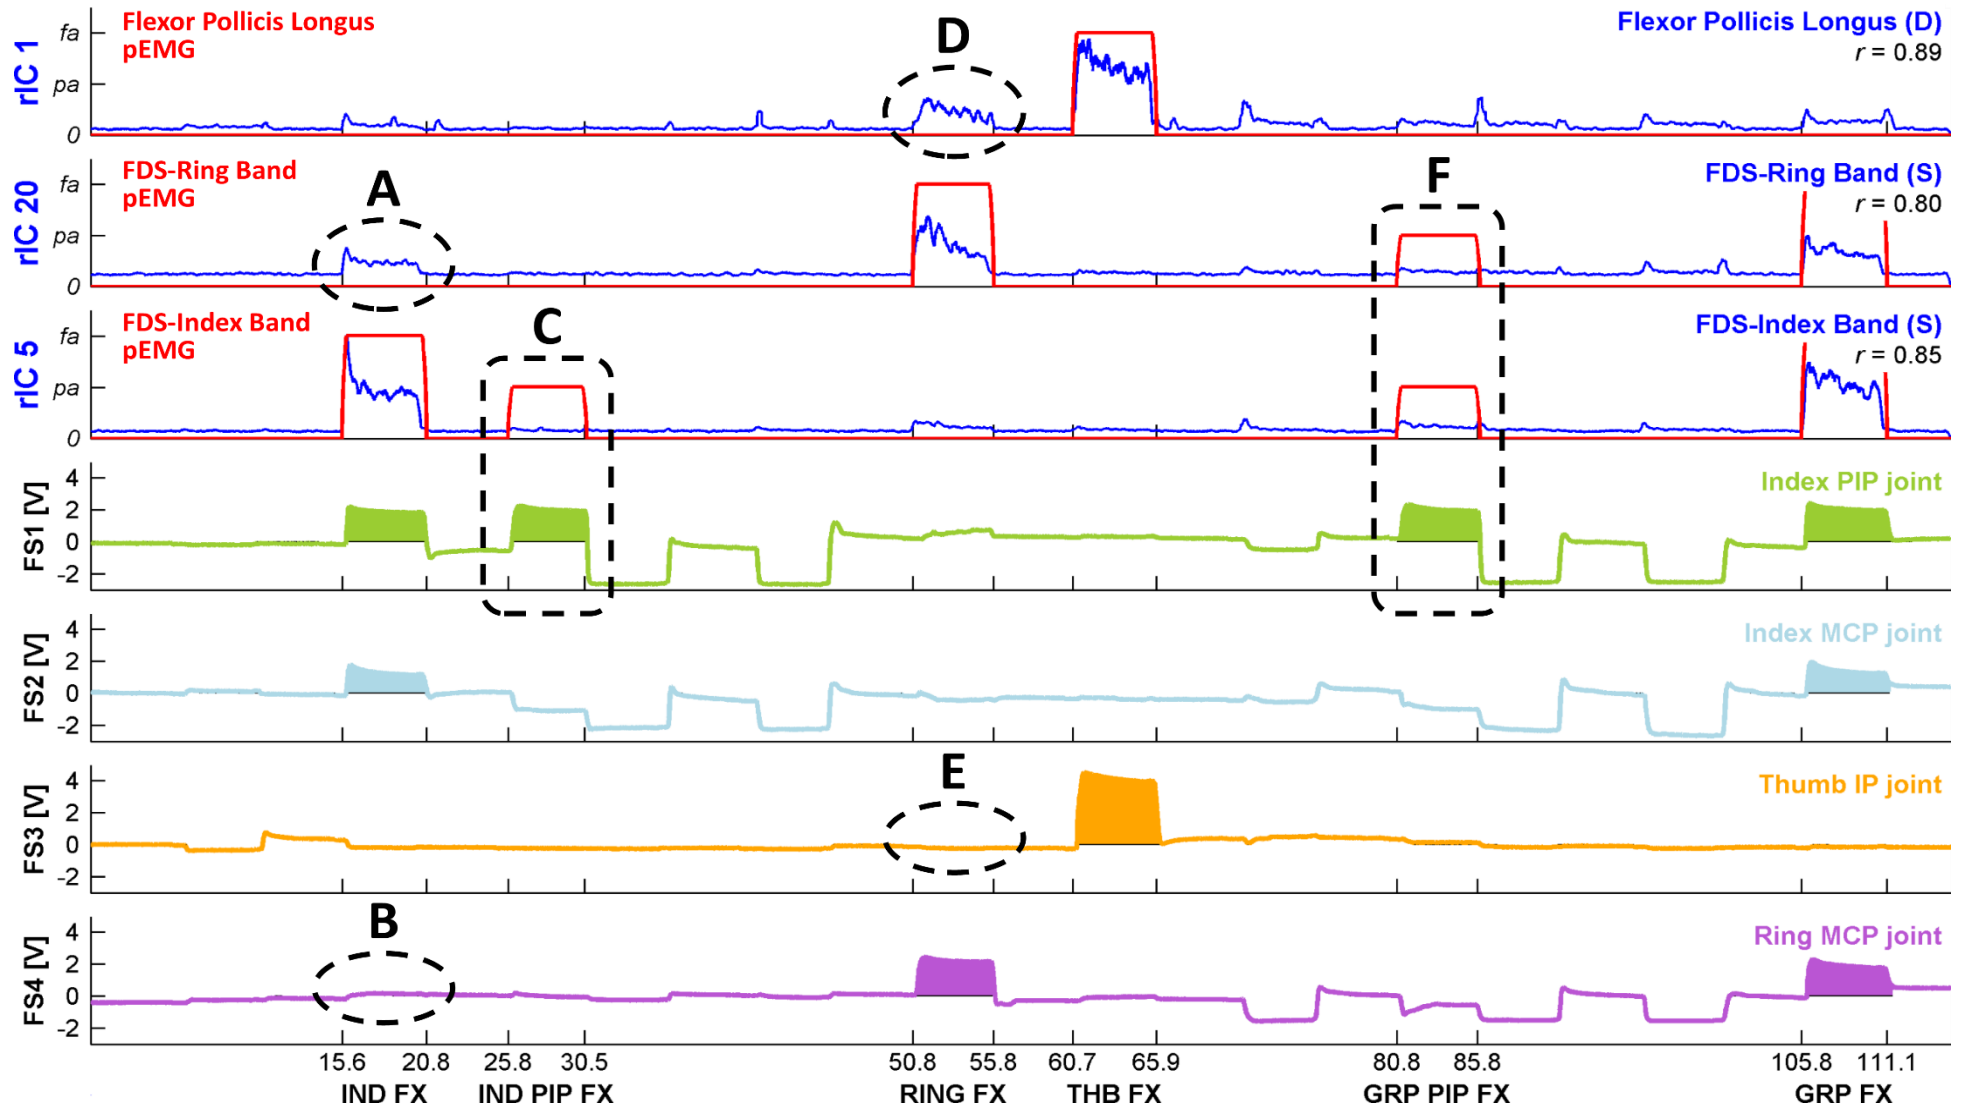 rIC 1
fa
pa
0
Flexor Pollicis Longus
pEMG
D
Flexor Pollicis Longus (D)
r = 0.89
rIC 20
fa
pa
0
FDS-Ring Band
pEMG
A
F
FDS-Ring Band (S)
r = 0.80
rIC 5
fa
pa
0
FDS-Index Band
pEMG
C
FDS-Index Band (S)
r = 0.85
FS1 [V]
4
2
0
-2
Index PIP joint
FS2 [V]
4
2
0
-2
Index MCP joint
FS3 [V]
4
2
0
-2
E
Thumb IP joint
FS4 [V]
4
2
0
-2
B
Ring MCP joint
15.6 20.8 25.8 30.5 50.8 55.8 60.7 65.9 80.8 85.8 105.8 111.1
IND FX IND PIP FX RING FX THB FX GRP PIP FX GRP FX